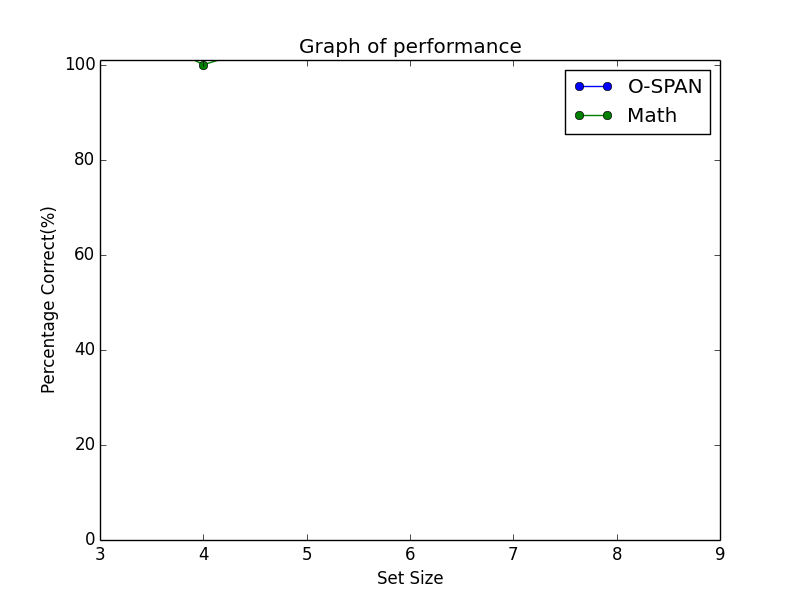 Graph of performance
100
80
60
40
20
0
Percentage Correct(%)
O-SPAN
Math
3 4 5 6 7 8 9
Set Size